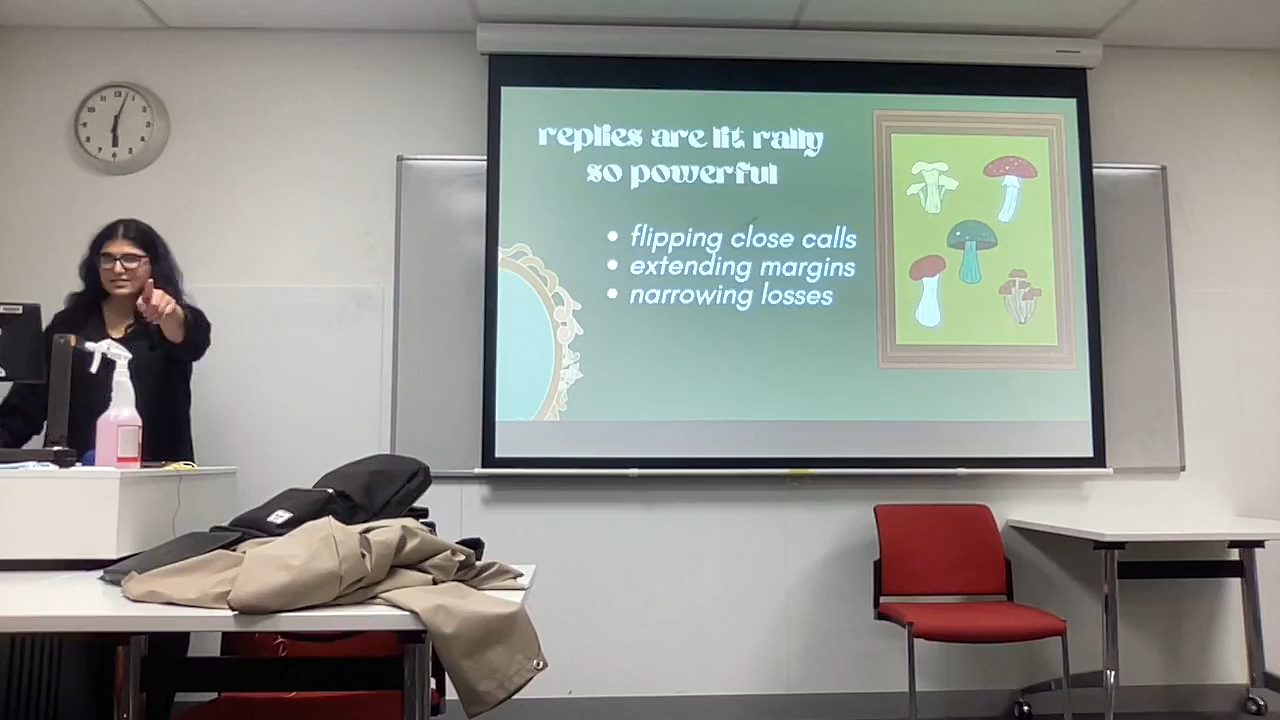 replies are lit rally
so powerful
flipping close calls
extending margins
narrowing losses